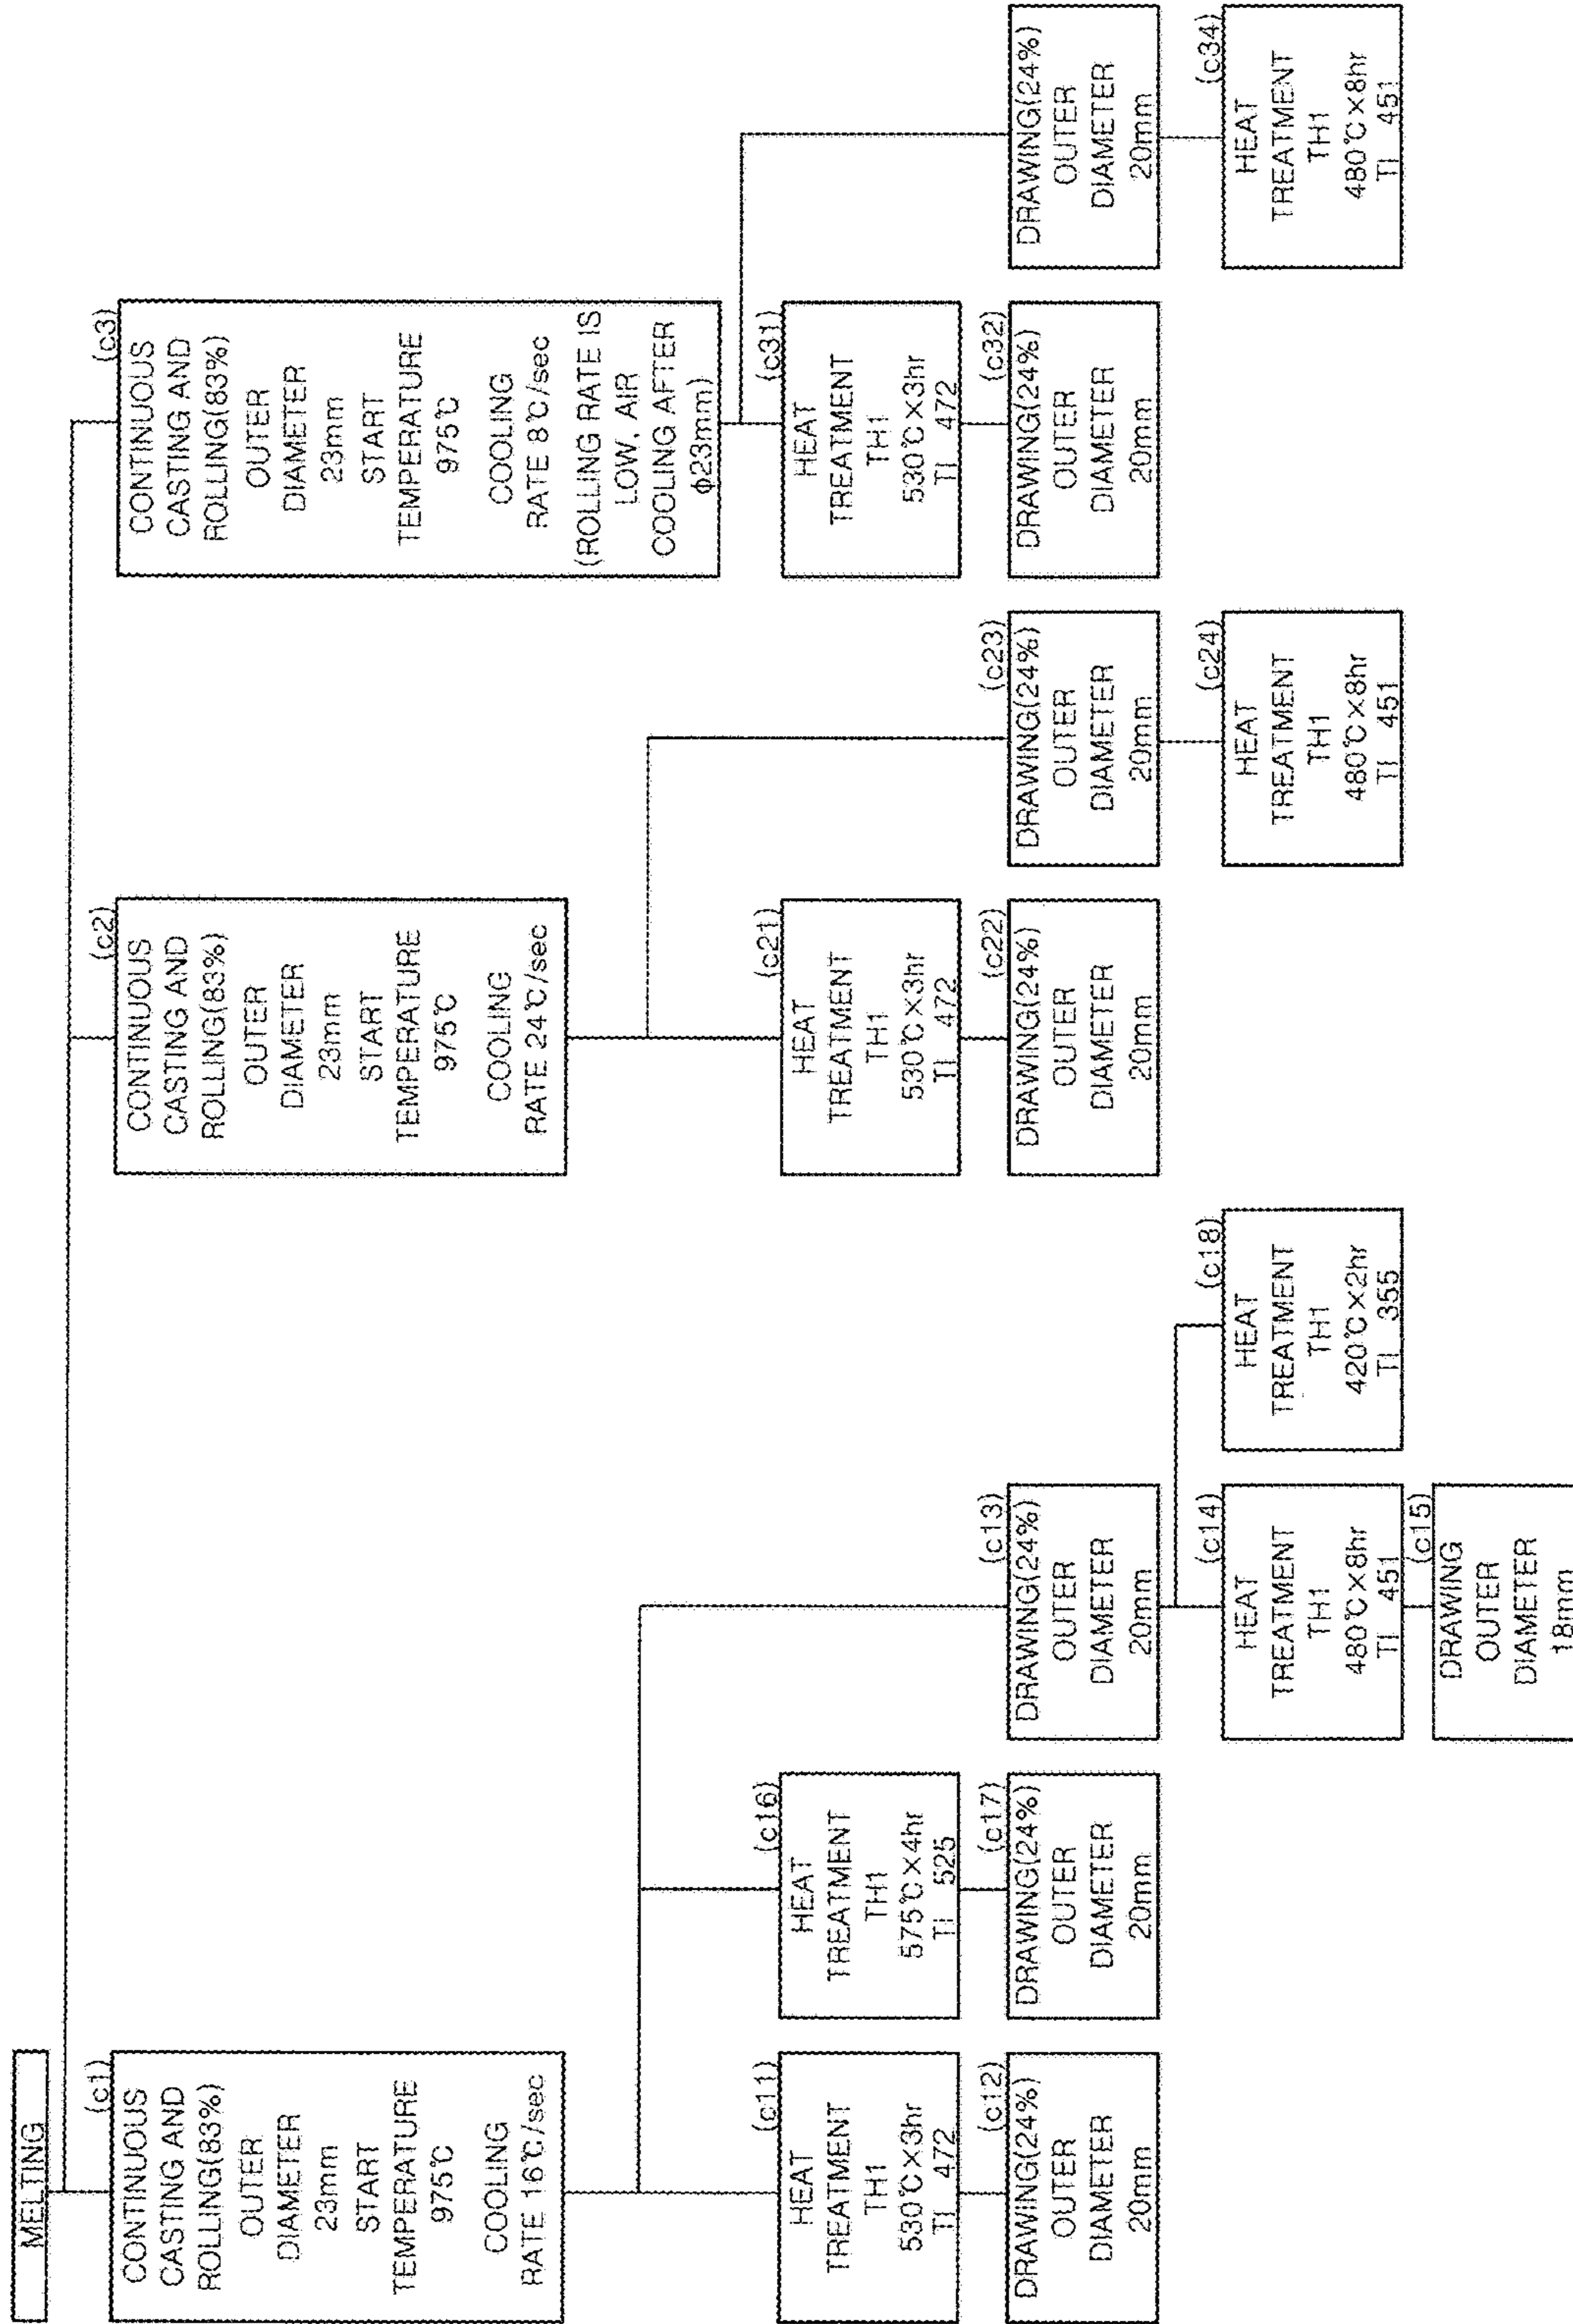 MELTING
(c1)
CONTINUOUS
CASTING AND
ROLLING(83%)
OUTER
DIAMETER
23mm
START
TEMPERATURE
975℃
COOLING
RATE 16℃/sec
(c11)
HEAT
TREATMENT
TH1
530℃×3hr
TI 472
(c12)
DRAWING(24%)
OUTER
DIAMETER
20mm
(c16)
HEAT
TREATMENT
TH1
575℃×4hr
TI 525
(c17)
DRAWING(24%)
OUTER
DIAMETER
20mm
(c13)
DRAWING(24%)
OUTER
DIAMETER
20mm
(c14)
HEAT
TREATMENT
TH1
480℃×8hr
TI 451
(c15)
DRAWING
OUTER
DIAMETER
18mm
(c18)
HEAT
TREATMENT
TH1
420℃×2hr
TI 355
(c2)
CONTINUOUS
CASTING AND
ROLLING(83%)
OUTER
DIAMETER
23mm
START
TEMPERATURE
975℃
COOLING
RATE 24℃/sec
(c21)
HEAT
TREATMENT
TH1
530℃×3hr
TI 472
(c22)
DRAWING(24%)
OUTER
DIAMETER
20mm
(c23)
DRAWING(24%)
OUTER
DIAMETER
20mm
(c24)
HEAT
TREATMENT
TH1
480℃×8hr
TI 451
(c3)
CONTINUOUS
CASTING AND
ROLLING(83%)
OUTER
DIAMETER
23mm
START
TEMPERATURE
975℃
COOLING
RATE 8℃/sec
(ROLLING RATE IS
LOW, AIR
COOLING AFTER
φ23mm)
(c31)
HEAT
TREATMENT
TH1
530℃×3hr
TI 472
(c32)
DRAWING(24%)
OUTER
DIAMETER
20mm
DRAWING(24%)
OUTER
DIAMETER
20mm
(c34)
HEAT
TREATMENT
TH1
480℃×8hr
TI 451